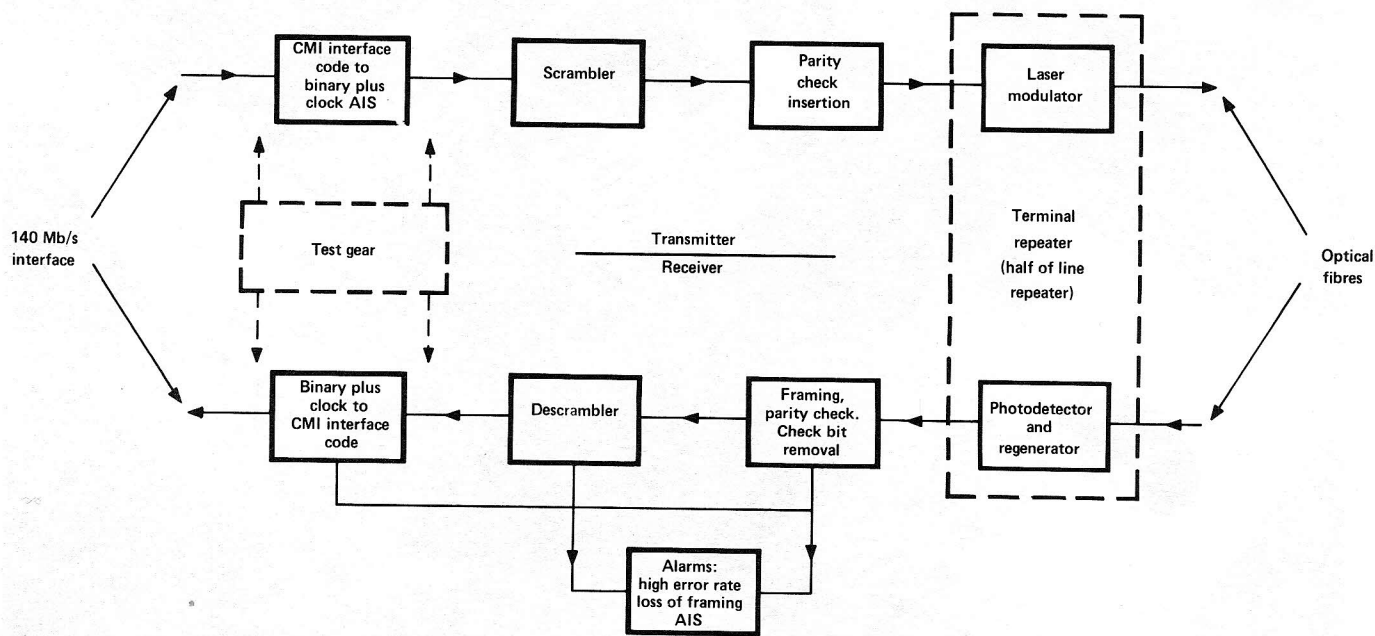 CMI interface
code to
binary plus
clock AIS
Scrambler
Parity
check
insertion
Laser
modulator
140 Mb/s
interface
Test gear
Transmitter
Receiver
Terminal
repeater
(half of line
repeater)
Optical
fibres
Binary plus
clock to
CMI interface
code
Descrambler
Framing,
parity check.
Check bit
removal
Photodetector
and
regenerator
Alarms:
high error rate
loss of framing
AIS